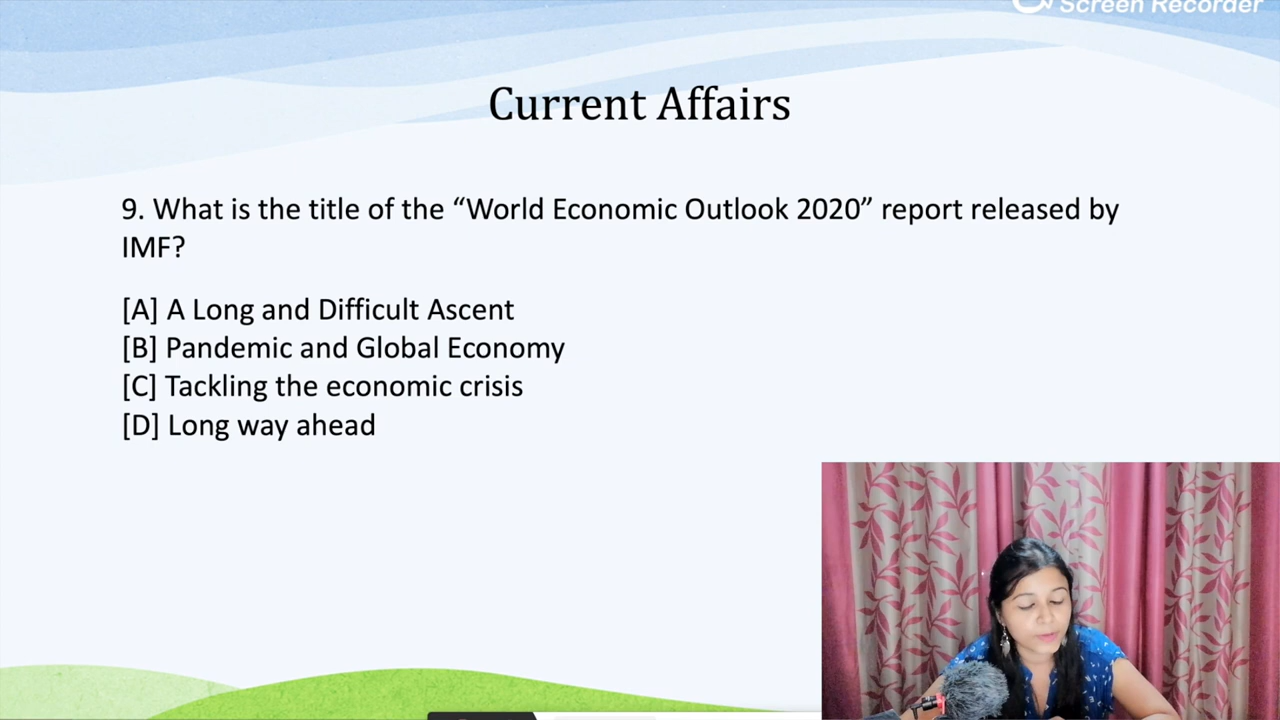 Screen Recorder
Current Affairs
9. What is the title of the “World Economic Outlook 2020” report released by
IMF?
[A] A Long and Difficult Ascent
[B] Pandemic and Global Economy
[C] Tackling the economic crisis
[D] Long way ahead